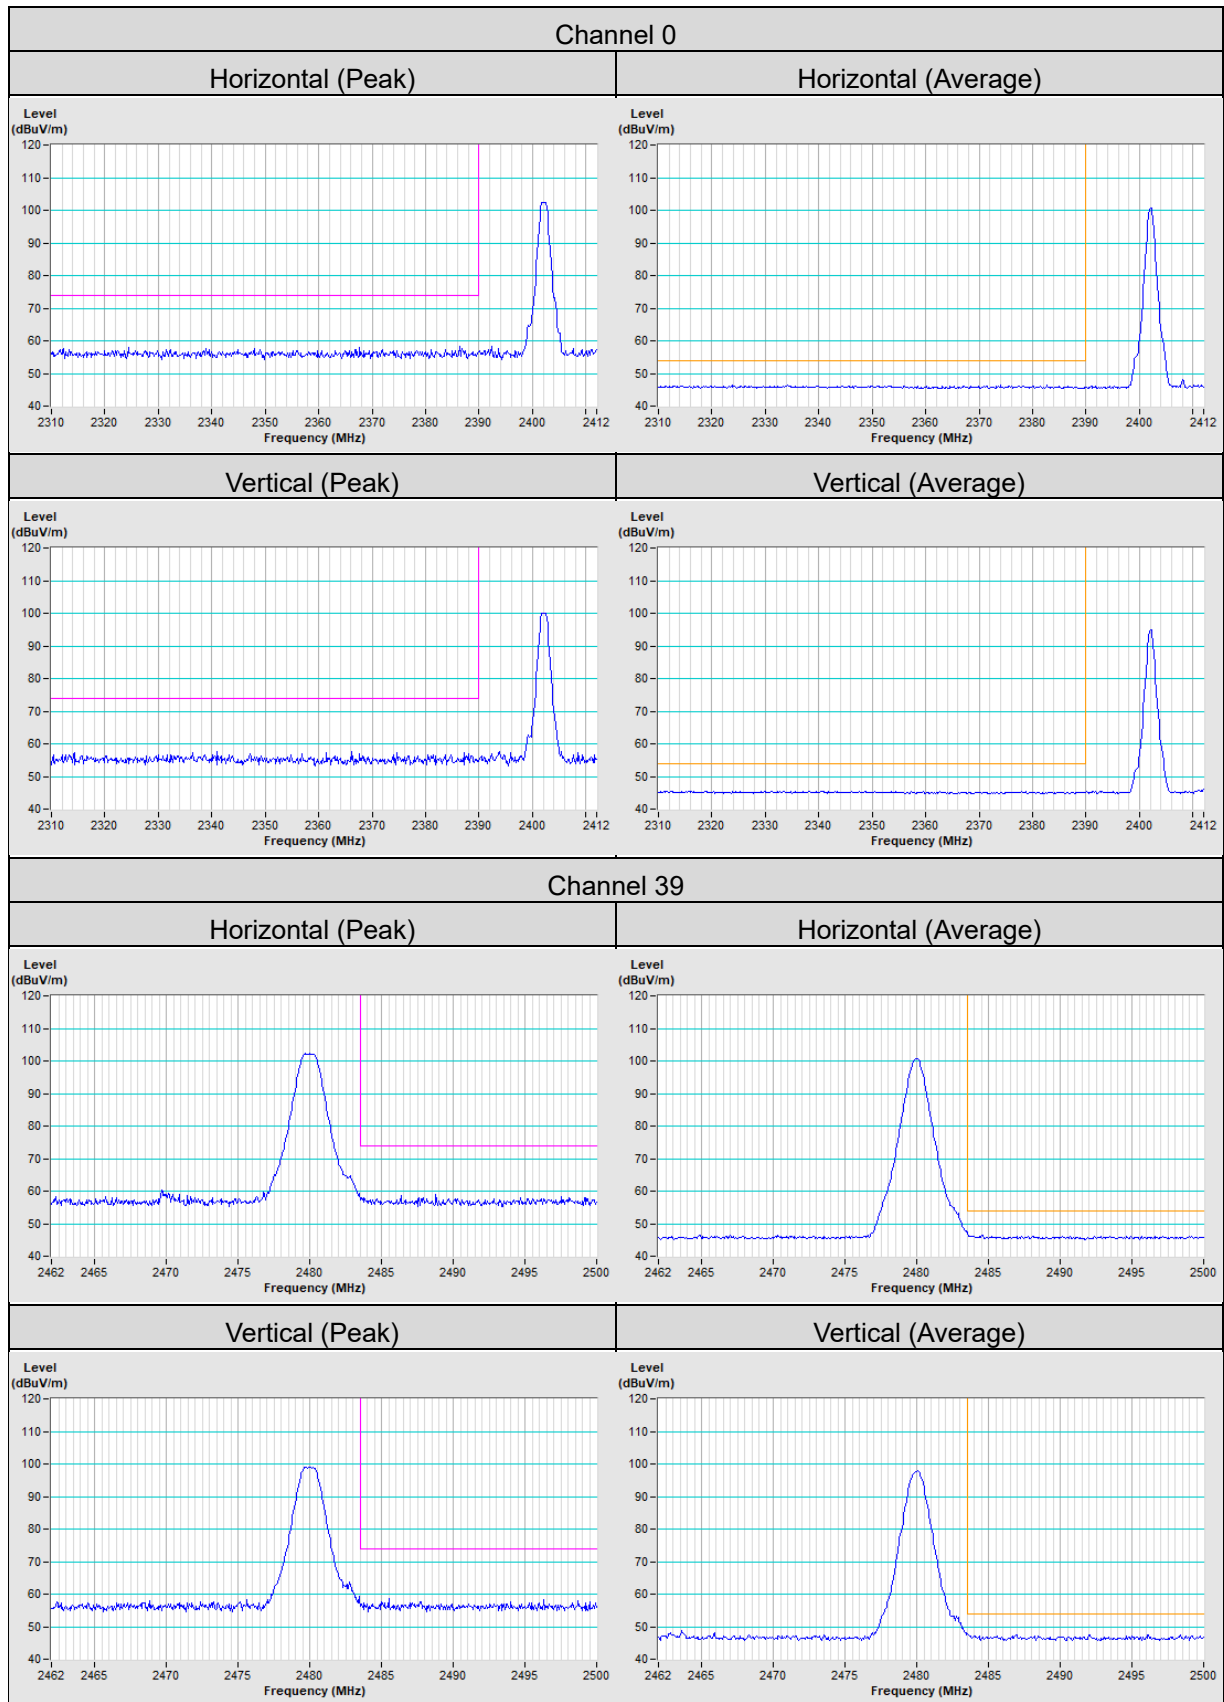 Channel 0
Horizontal (Peak) Horizontal (Average)
Level Level
(dBuV/m) (dBuV/m)
120 120
110 110
100 100
90 90
80 80
70 70
60 60
50 50
40 40
2310 2320 2330 2340 2350 2360 2370 2380 2390 2400 2412 2310 2320 2330 2340 2350 2360 2370 2380 2390 2400 2412
Frequency (MHz) Frequency (MHz)
Vertical (Peak) Vertical (Average)
Level Level
(dBuV/m) (dBuV/m)
120 120
110 110
100 100
90 90
80 80
70 70
60 60
50 50
40 40
2310 2320 2330 2340 2350 2360 2370 2380 2390 2400 2412 2310 2320 2330 2340 2350 2360 2370 2380 2390 2400 2412
Frequency (MHz) Frequency (MHz)
Channel 39
Horizontal (Peak) Horizontal (Average)
Level Level
(dBuV/m) (dBuV/m)
120 120
110 110
100 100
90 90
80 80
70 70
60 60
50 50
40 40
2462 2465 2470 2475 2480 2485 2490 2495 2500 2462 2465 2470 2475 2480 2485 2490 2495 2500
Frequency (MHz) Frequency (MHz)
Vertical (Peak) Vertical (Average)
Level Level
(dBuV/m) (dBuV/m)
120 120
110 110
100 100
90 90
80 80
70 70
60 60
50 50
40 40
2462 2465 2470 2475 2480 2485 2490 2495 2500 2462 2465 2470 2475 2480 2485 2490 2495 2500
Frequency (MHz) Frequency (MHz)